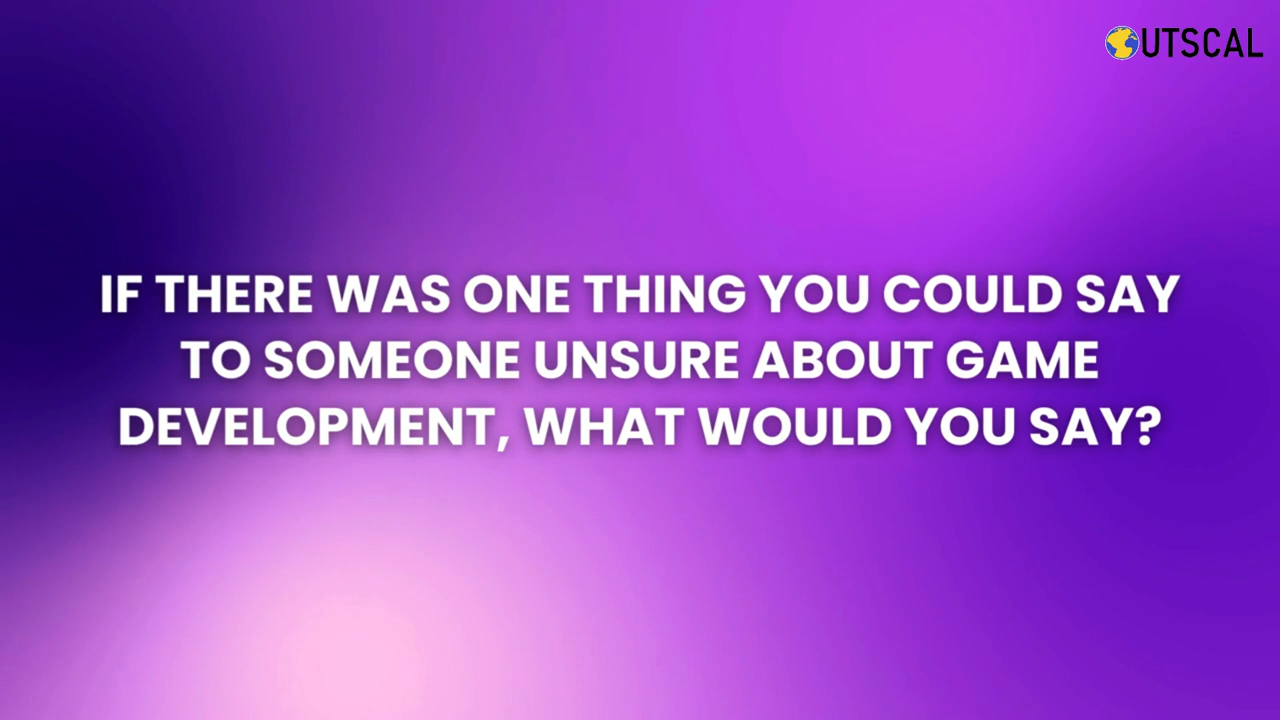 OUTSCAL
IF THERE WAS ONE THING YOU COULD SAY
TO SOMEONE UNSURE ABOUT GAME
DEVELOPMENT, WHAT WOULD YOU SAY?